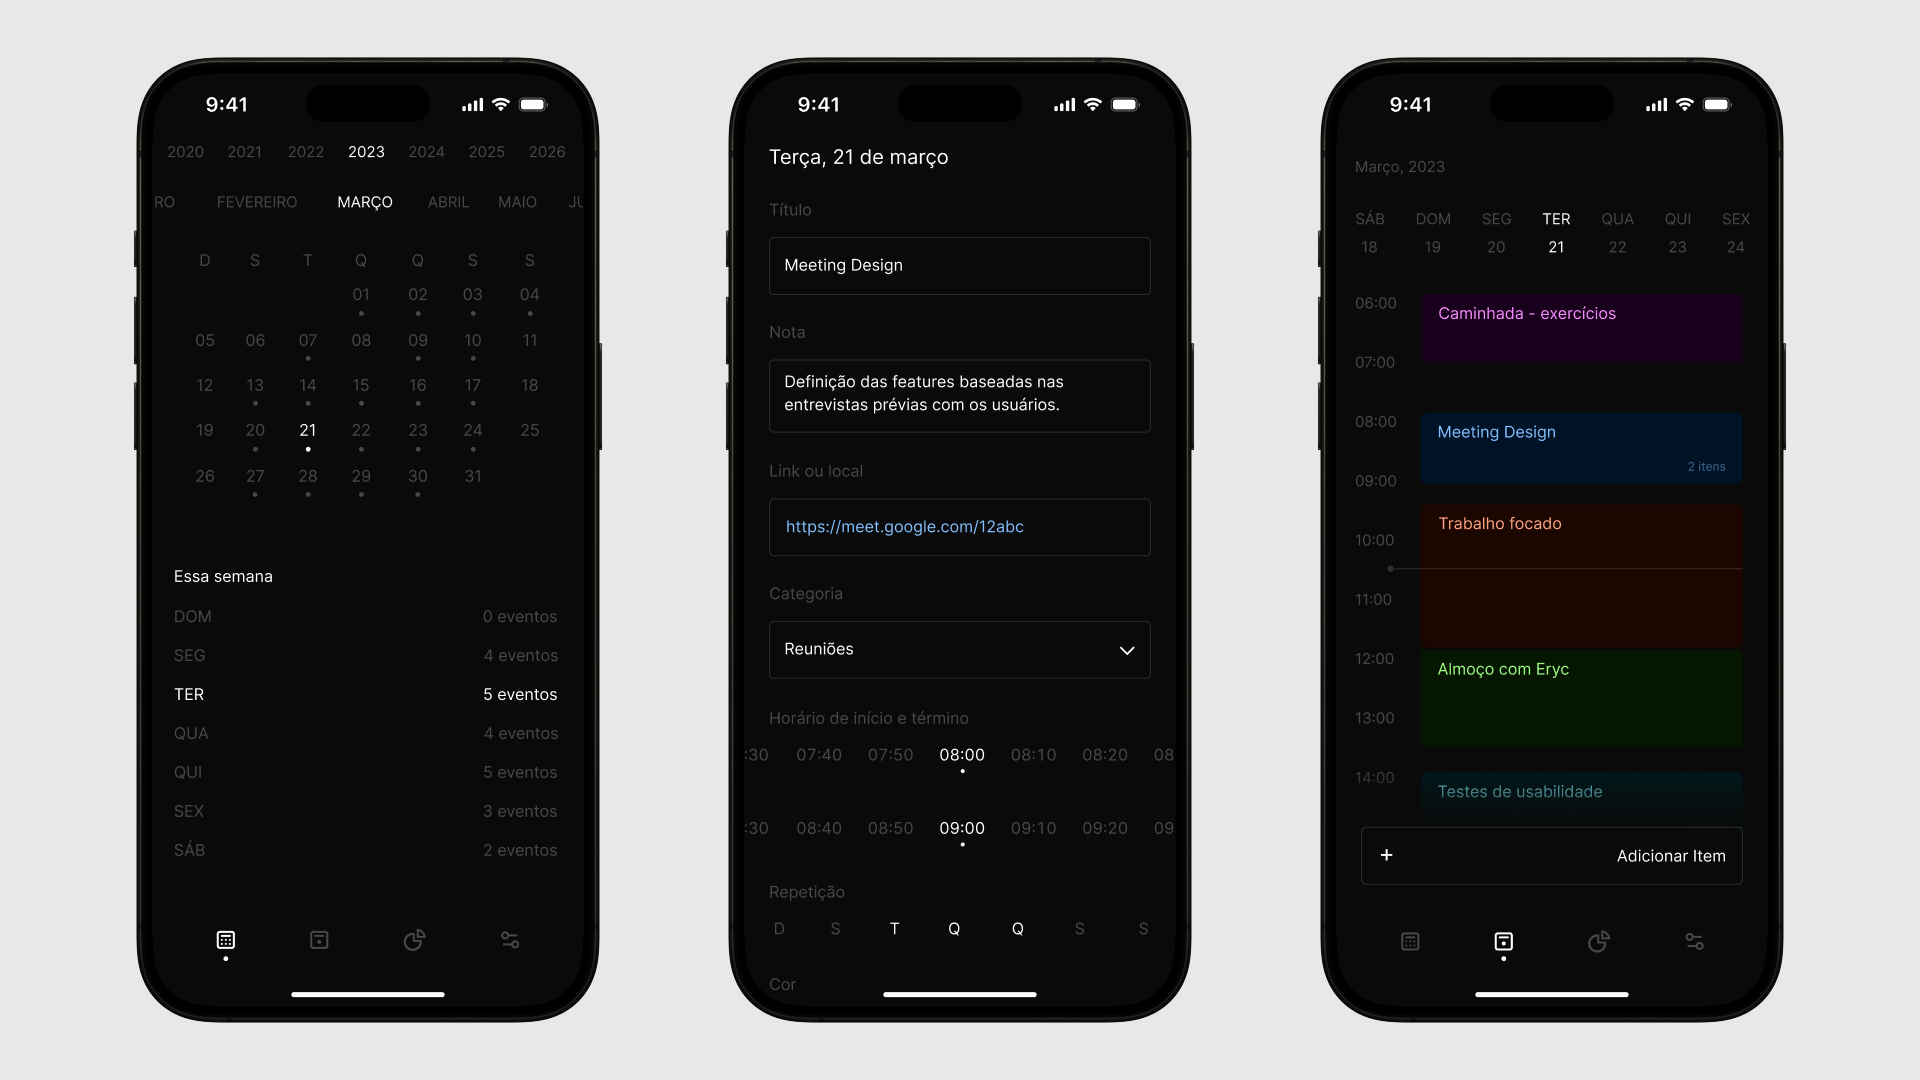 9:41
2020 2021 2022 2023 2024 2025 2026
RO FEVEREIRO MARÇO ABRIL MAIO JU
D S T Q Q S S
01 02 03 04
05 06 07 08 09 10 11
12 13 14 15 16 17 18
19 20 21 22 23 24 25
26 27 28 29 30 31
Essa semana
DOM 0 eventos
SEG 4 eventos
TER 5 eventos
QUA 4 eventos
QUI 5 eventos
SEX 3 eventos
SÁB 2 eventos
9:41
Terça, 21 de março
Título
Meeting Design
Nota
Definição das features baseadas nas
entrevistas prévias com os usuários.
Link ou local
https://meet.google.com/12abc
Categoria
Reuniões
Horário de início e término
:30 07:40 07:50 08:00 08:10 08:20 08
:30 08:40 08:50 09:00 09:10 09:20 09
Repetição
D S T Q Q S S
Cor
9:41
Março, 2023
SÁB DOM SEG TER QUA QUI SEX
18 19 20 21 22 23 24
06:00
Caminhada - exercícios
07:00
08:00
Meeting Design
2 itens
09:00
Trabalho focado
10:00
11:00
12:00
Almoço com Eryc
13:00
14:00
Testes de usabilidade
+ Adicionar Item